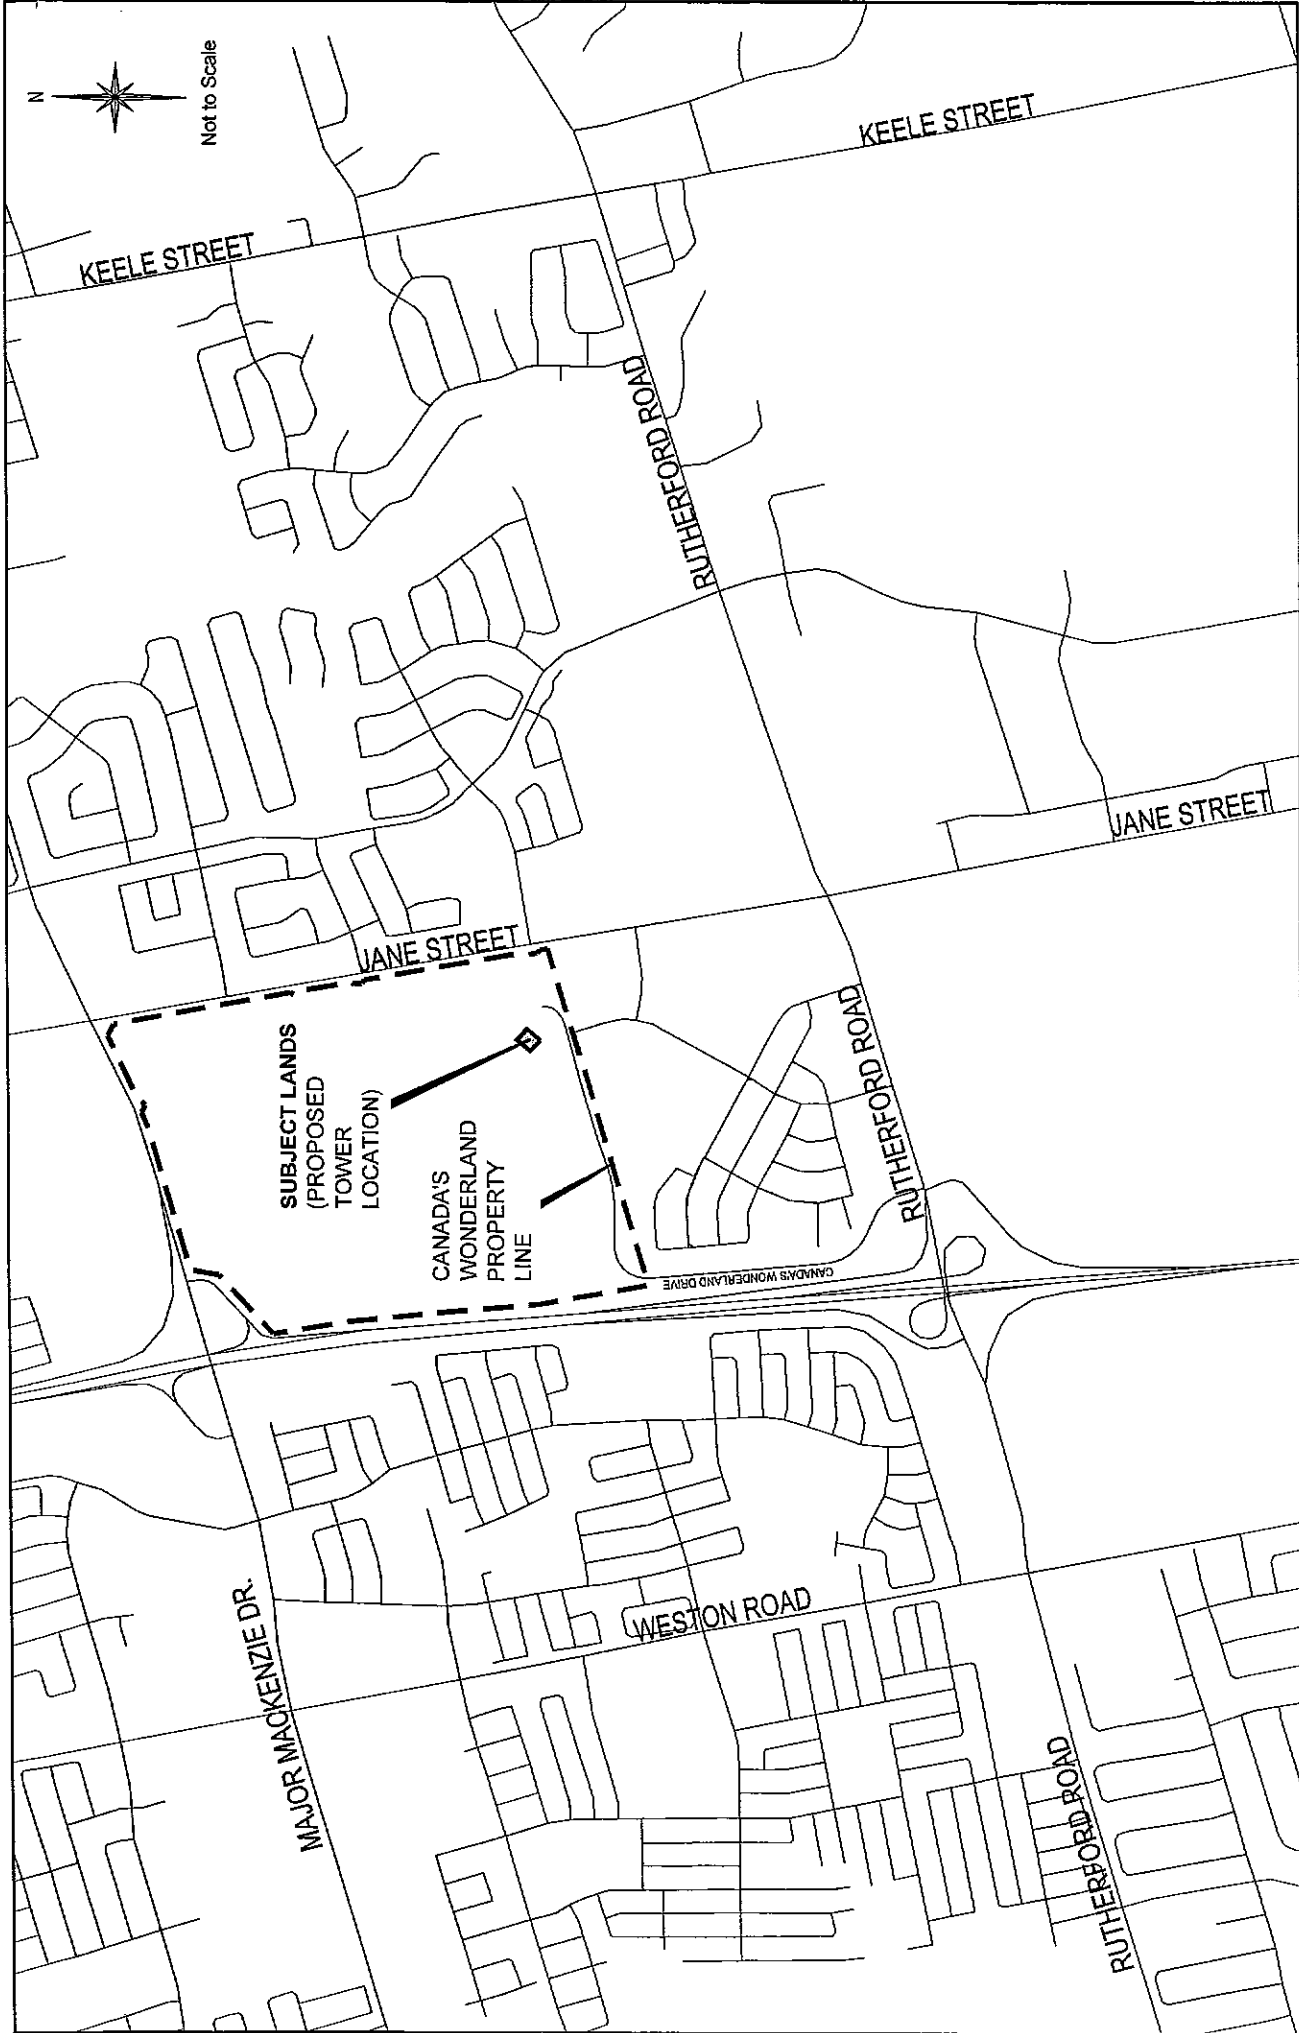 N
Not to Scale
KEELE STREET
KEELE STREET
RUTHERFORD ROAD
JANE STREET
JANE STREET
SUBJECT LANDS
(PROPOSED
TOWER
LOCATION)
CANADA'S
WONDERLAND
PROPERTY
LINE
RUTHERFORD ROAD
CANADA'S WONDERLAND DRIVE
WESTON ROAD
MAJOR MACKENZIE DR.
RUTHERFORD ROAD